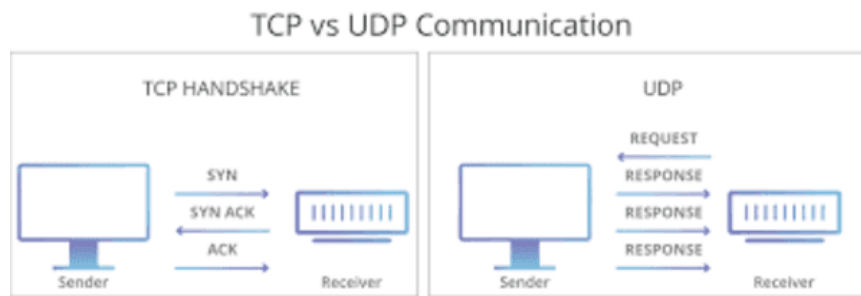 TCP vs UDP Communication
TCP HANDSHAKE
SYN
SYN ACK
ACK
Sender
Receiver
UDP
REQUEST
RESPONSE
RESPONSE
RESPONSE
Sender
Receiver